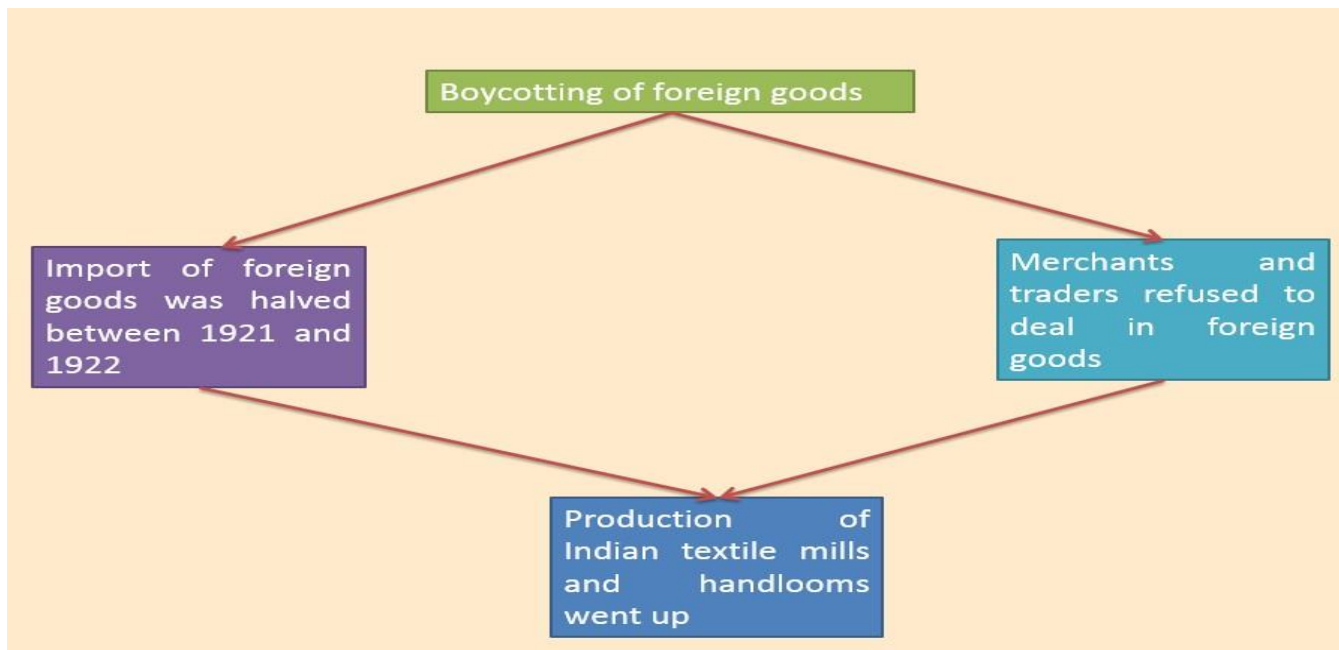 Boycotting of foreign goods
Import of foreign
goods was halved
between 1921 and
1922
Merchants and
traders refused to
deal in foreign
goods
Production of
Indian textile mills
and handlooms
went up